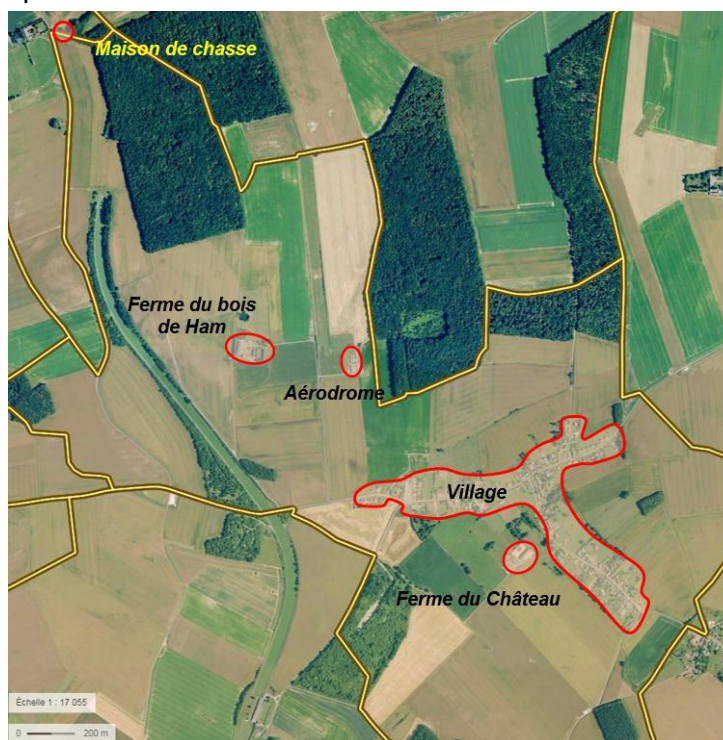 Maison de chasse
Ferme du bois
de Ham
Aérodrome
Village
Ferme du Château
Échelle 1 : 17 055
0 200 m